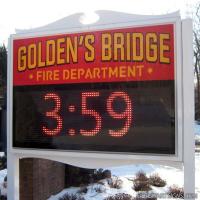 GOLDEN'S BRIDGE
• FIRE DEPARTMENT •
3:59